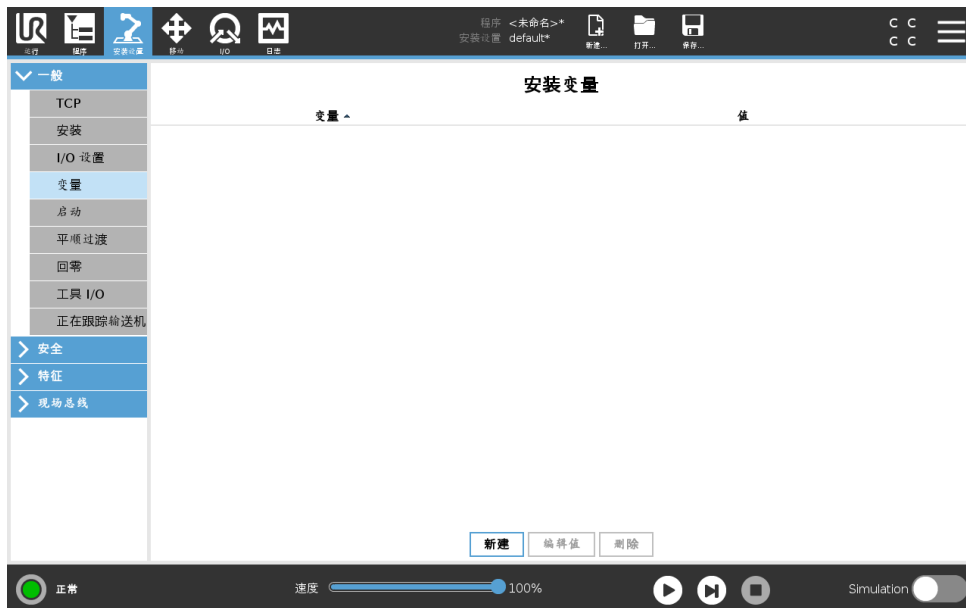 UR
运行 程序 安装设置 移动 I/O 日志
程序 <未命名>*
安装设置 default*
新建... 打开... 保存...
C C
C C
一般
TCP
安装
I/O 设置
变量
启动
平顺过渡
回零
工具 I/O
正在跟踪输送机
安全
特征
现场总线
安装变量
变量 值
新建 编辑值 删除
正常
速度 100%
Simulation